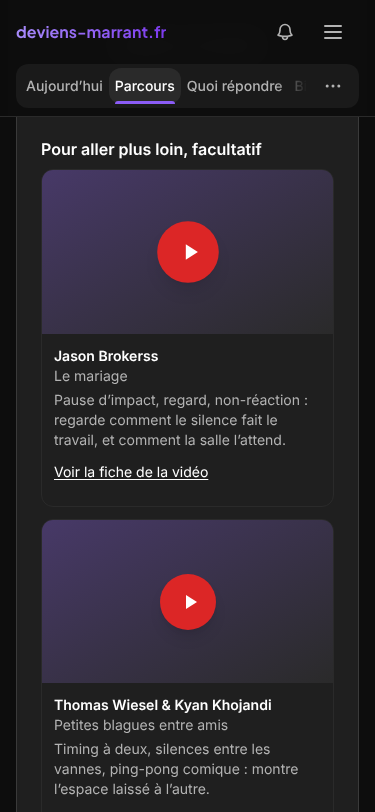 deviens-marrant.fr
Aujourd’hui Parcours Quoi répondre
Pour aller plus loin, facultatif
Jason Brokerss
Le mariage
Pause d’impact, regard, non-réaction :
regarde comment le silence fait le
travail, et comment la salle l’attend.
Voir la fiche de la vidéo
Thomas Wiesel & Kyan Khojandi
Petites blagues entre amis
Timing à deux, silences entre les
vannes, ping-pong comique : montre
l’espace laissé à l’autre.